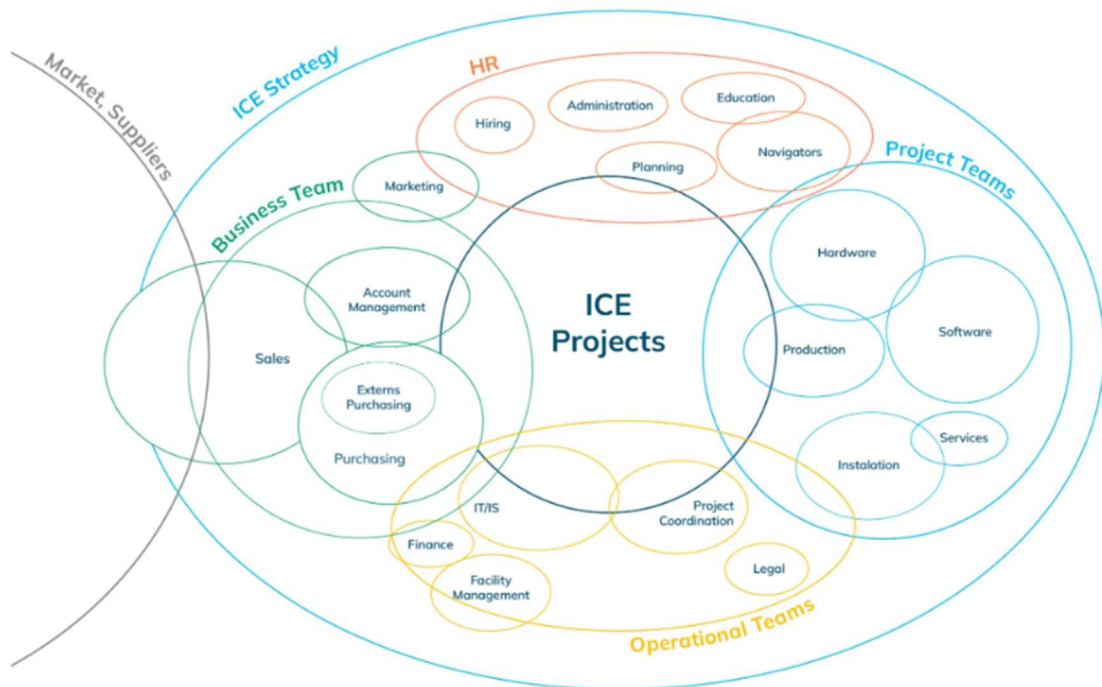 Market, Suppliers
ICE Strategy
HR
Hiring
Administration
Education
Planning
Navigators
Business Team
Marketing
Account
Management
Sales
Externs
Purchasing
Purchasing
ICE
Projects
Project Teams
Hardware
Software
Production
Services
Instalation
IT/IS
Project
Coordination
Finance
Legal
Facility
Management
Operational Teams